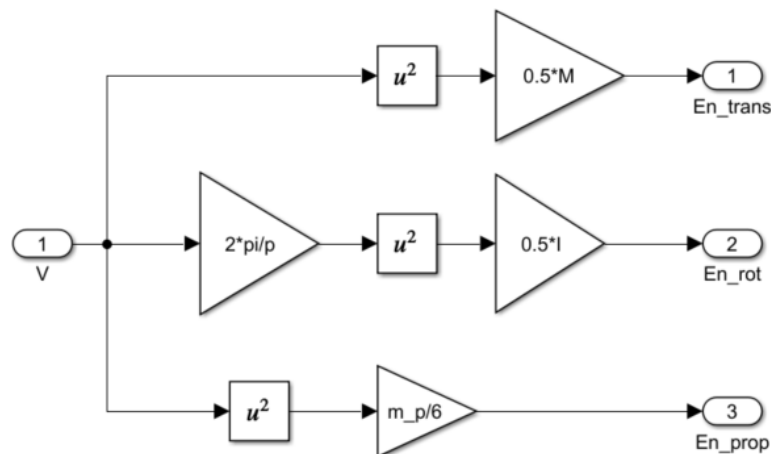 u²
0.5*M
1
En_trans
1
V
2*pi/p
u²
0.5*I
2
En_rot
u²
m_p/6
3
En_prop